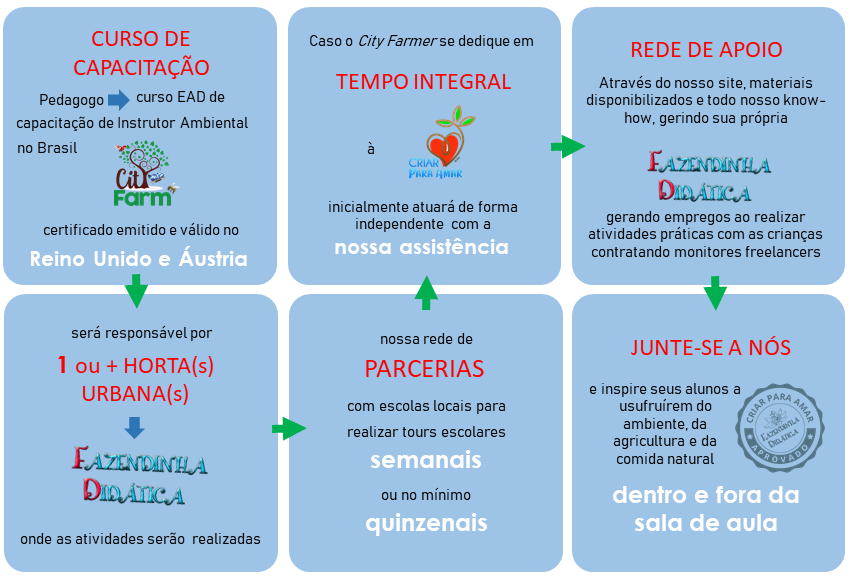 CURSO DE
CAPACITAÇÃO
Pedagogo curso EAD de
capacitação de Instrutor Ambiental
no Brasil
City
Farm
certificado emitido e válido no
Reino Unido e Áustria
será responsável por
1 ou + HORTA(s)
URBANA(s)
FAZENDINHA
DIDÁTICA
onde as atividades serão realizadas
nossa rede de
PARCERIAS
com escolas locais para
realizar tours escolares
semanais
ou no mínimo
quinzenais
Caso o City Farmer se dedique em
TEMPO INTEGRAL
à
CRIAR
PARA AMAR
inicialmente atuará de forma
independente com a
nossa assistência
REDE DE APOIO
Através do nosso site, materiais
disponibilizados e todo nosso know-
how, gerindo sua própria
FAZENDINHA
DIDÁTICA
gerando empregos ao realizar
atividades práticas com as crianças
contratando monitores freelancers
JUNTE-SE A NÓS
e inspire seus alunos a
usufruírem do
ambiente, da
agricultura e da
comida natural
CRIAR PARA AMAR
FAZENDINHA
DIDÁTICA
APROVADO
dentro e fora da
sala de aula